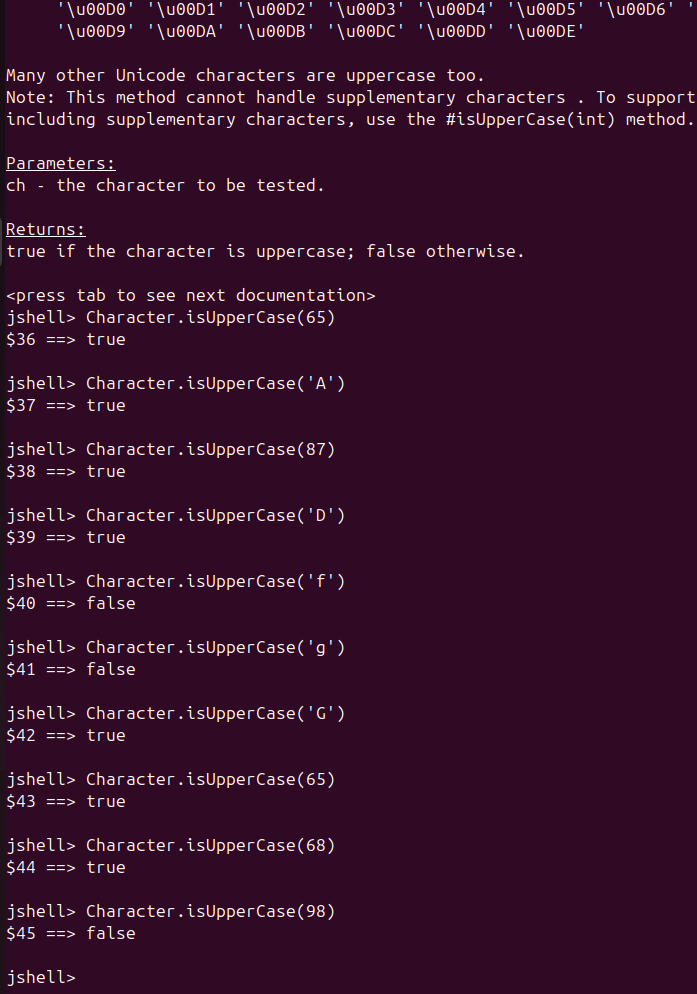 '\u00D0' '\u00D1' '\u00D2' '\u00D3' '\u00D4' '\u00D5' '\u00D6' '
'\u00D9' '\u00DA' '\u00DB' '\u00DC' '\u00DD' '\u00DE'
Many other Unicode characters are uppercase too.
Note: This method cannot handle supplementary characters . To support
including supplementary characters, use the #isUpperCase(int) method.
Parameters:
ch - the character to be tested.
Returns:
true if the character is uppercase; false otherwise.
<press tab to see next documentation>
jshell> Character.isUpperCase(65)
$36 ==> true
jshell> Character.isUpperCase('A')
$37 ==> true
jshell> Character.isUpperCase(87)
$38 ==> true
jshell> Character.isUpperCase('D')
$39 ==> true
jshell> Character.isUpperCase('f')
$40 ==> false
jshell> Character.isUpperCase('g')
$41 ==> false
jshell> Character.isUpperCase('G')
$42 ==> true
jshell> Character.isUpperCase(65)
$43 ==> true
jshell> Character.isUpperCase(68)
$44 ==> true
jshell> Character.isUpperCase(98)
$45 ==> false
jshell>